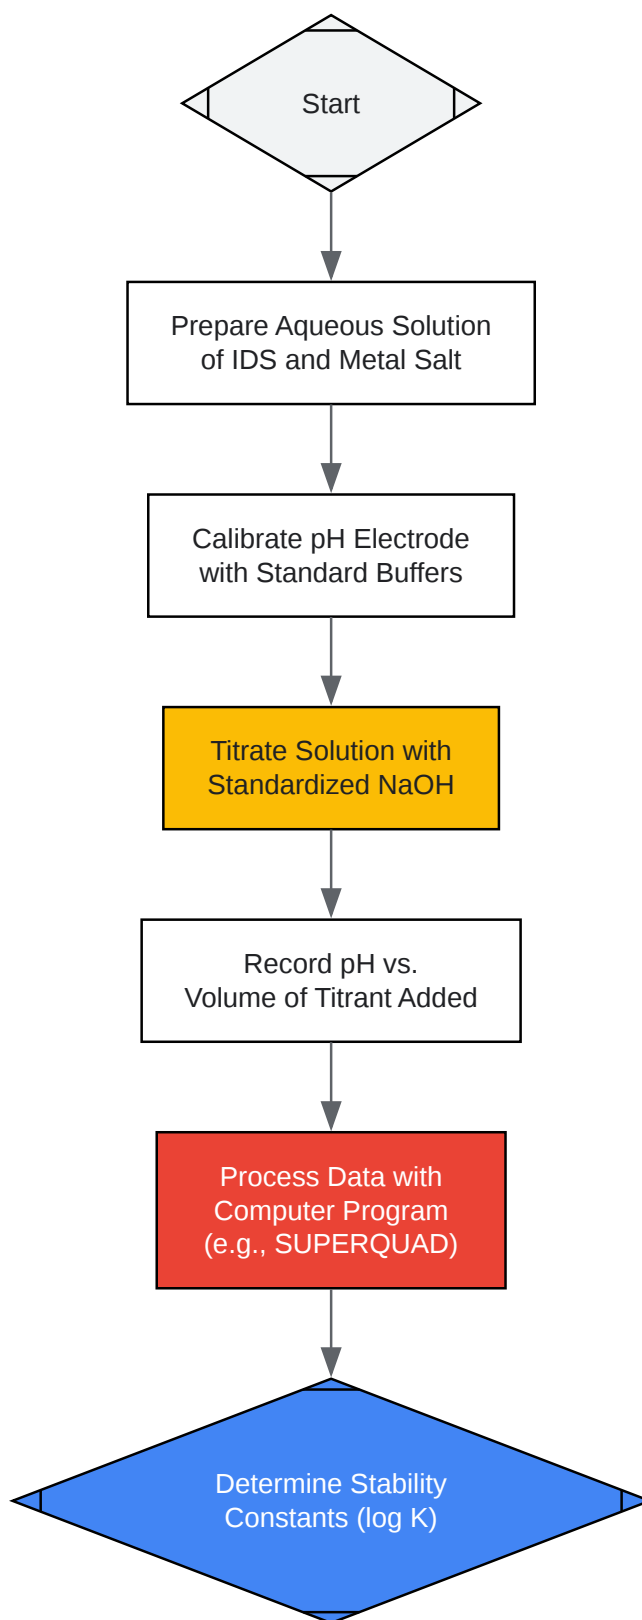 Start
Prepare Aqueous Solution
of IDS and Metal Salt
Calibrate pH Electrode
with Standard Buffers
Titrate Solution with
Standardized NaOH
Record pH vs.
Volume of Titrant Added
Process Data with
Computer Program
(e.g., SUPERQUAD)
Determine Stability
Constants (log K)